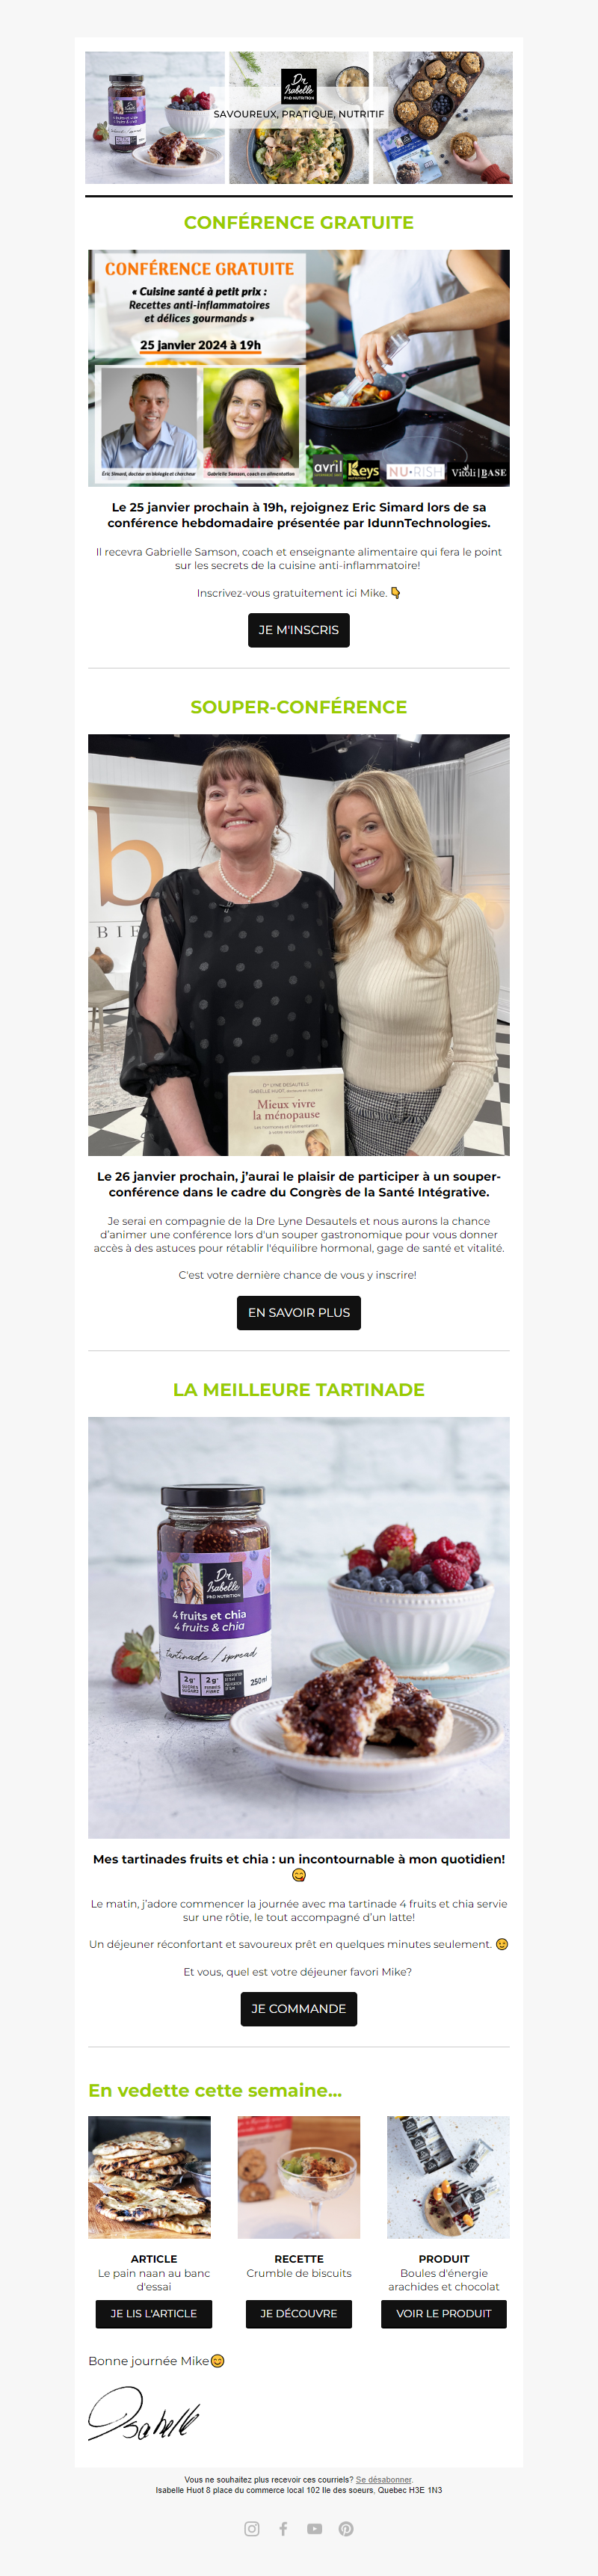 Dr
Isabelle
PHD NUTRITION
SAVOUREUX, PRATIQUE, NUTRITIF
CONFÉRENCE GRATUITE
CONFÉRENCE GRATUITE
« Cuisine santé à petit prix :
Recettes anti-inflammatoires
et délices gourmands »
25 janvier 2024 à 19h
Éric Simard, docteur en biologie et chercheur
Gabrielle Samson, coach en alimentation
avril
Keys
NUTRITION
NU•RISH
Vitoli | BASE
Le 25 janvier prochain à 19h, rejoignez Eric Simard lors de sa
conférence hebdomadaire présentée par IdunnTechnologies.
Il recevra Gabrielle Samson, coach et enseignante alimentaire qui fera le point
sur les secrets de la cuisine anti-inflammatoire!
Inscrivez-vous gratuitement ici Mike. 👇
JE M'INSCRIS
SOUPER-CONFÉRENCE
b
BIE
DR LYNE DESAUTELS
Mieux vivre
la ménopause
Le 26 janvier prochain, j'aurai le plaisir de participer à un souper-
conférence dans le cadre du Congrès de la Santé Intégrative.
Je serai en compagnie de la Dre Lyne Desautels et nous aurons la chance
d'animer une conférence lors d'un souper gastronomique pour vous donner
accès à des astuces pour rétablir l'équilibre hormonal, gage de santé et vitalité.
C'est votre dernière chance de vous y inscrire!
EN SAVOIR PLUS
LA MEILLEURE TARTINADE
Dr
Isabelle
PHD NUTRITION
4 fruits et chia
4 fruits & chia
tartinade / spread
2g 2g
250ml
Mes tartinades fruits et chia : un incontournable à mon quotidien!
😋
Le matin, j'adore commencer la journée avec ma tartinade 4 fruits et chia servie
sur une rôtie, le tout accompagné d'un latte!
Un déjeuner réconfortant et savoureux prêt en quelques minutes seulement. 😉
Et vous, quel est votre déjeuner favori Mike?
JE COMMANDE
En vedette cette semaine...
ARTICLE
Le pain naan au banc
d'essai
JE LIS L'ARTICLE
RECETTE
Crumble de biscuits
JE DÉCOUVRE
PRODUIT
Boules d'énergie
arachides et chocolat
VOIR LE PRODUIT
Bonne journée Mike😊
Isabelle
Vous ne souhaitez plus recevoir ces courriels? Se désabonner.
Isabelle Huot 8 place du commerce local 102 Ile des soeurs, Quebec H3E 1N3